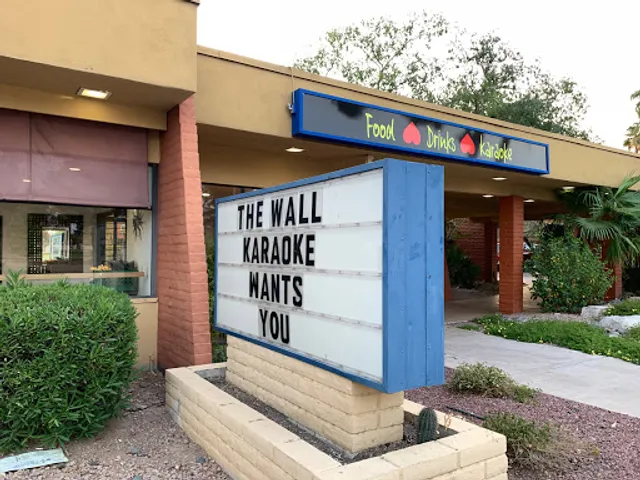 Food Drinks Karaoke
THE WALL
KARAOKE
WANTS
YOU